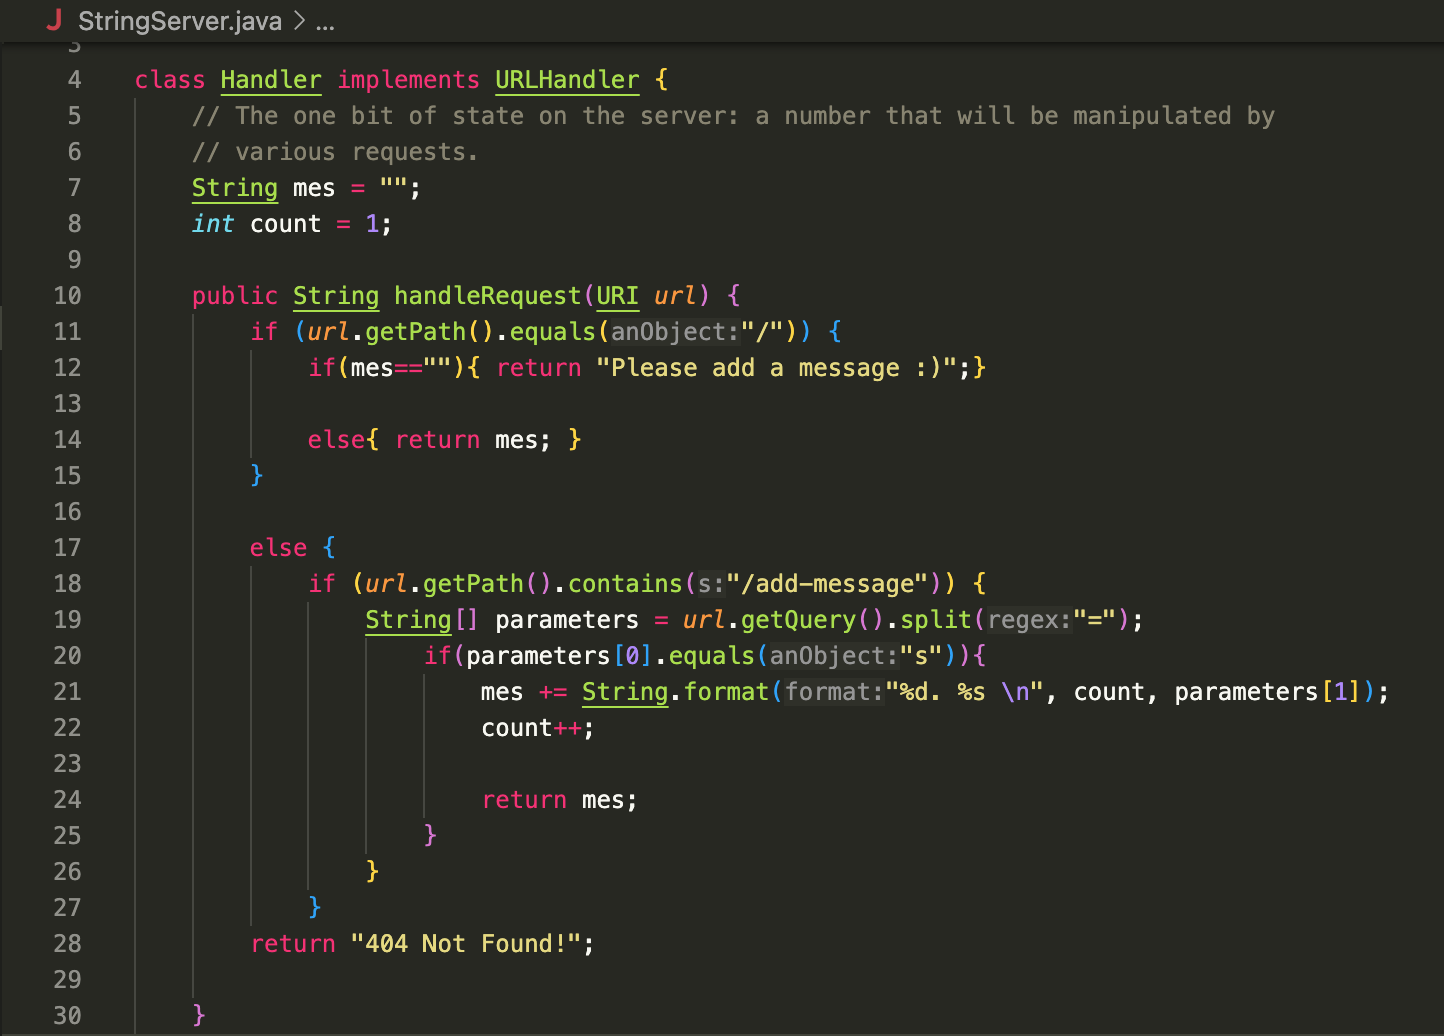 J StringServer.java > ...
3
4 class Handler implements URLHandler {
5 // The one bit of state on the server: a number that will be manipulated by
6 // various requests.
7 String mes = "";
8 int count = 1;
9
10 public String handleRequest(URI url) {
11 if (url.getPath().equals(anObject:"/")) {
12 if(mes==""){ return "Please add a message :)";}
13
14 else{ return mes; }
15 }
16
17 else {
18 if (url.getPath().contains(s:"/add-message")) {
19 String[] parameters = url.getQuery().split(regex:"=");
20 if(parameters[0].equals(anObject:"s")){
21 mes += String.format(format:"%d. %s \n", count, parameters[1]);
22 count++;
23
24 return mes;
25 }
26 }
27 }
28 return "404 Not Found!";
29
30 }